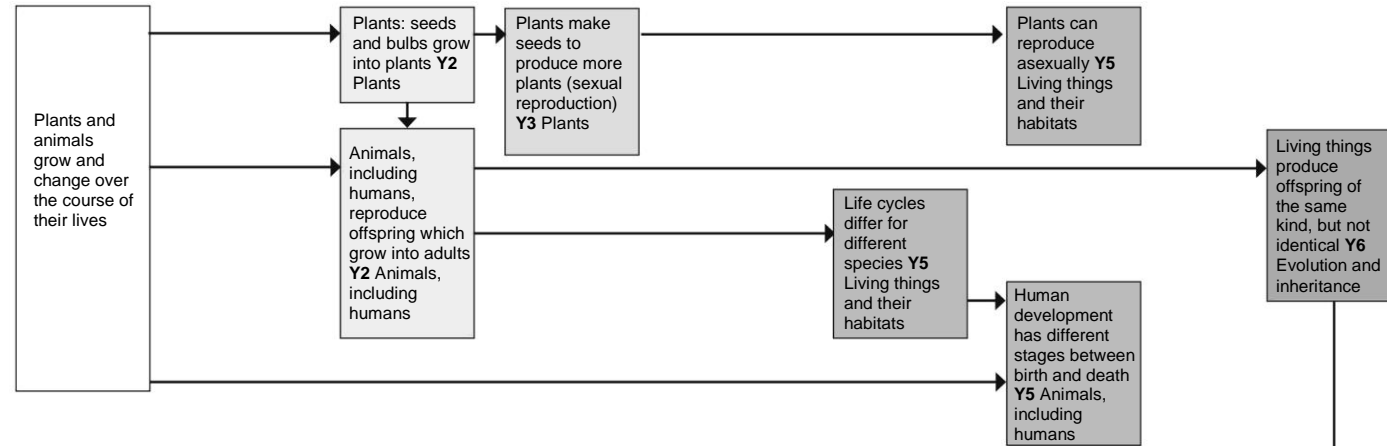 Plants and
animals
grow and
change over
the course of
their lives
Plants: seeds
and bulbs grow
into plants Y2
Plants
Plants make
seeds to
produce more
plants (sexual
reproduction)
Y3 Plants
Plants can
reproduce
asexually Y5
Living things
and their
habitats
Animals,
including
humans,
reproduce
offspring which
grow into adults
Y2 Animals,
including
humans
Life cycles
differ for
different
species Y5
Living things
and their
habitats
Human
development
has different
stages between
birth and death
Y5 Animals,
including
humans
Living things
produce
offspring of
the same
kind, but not
identical Y6
Evolution and
inheritance